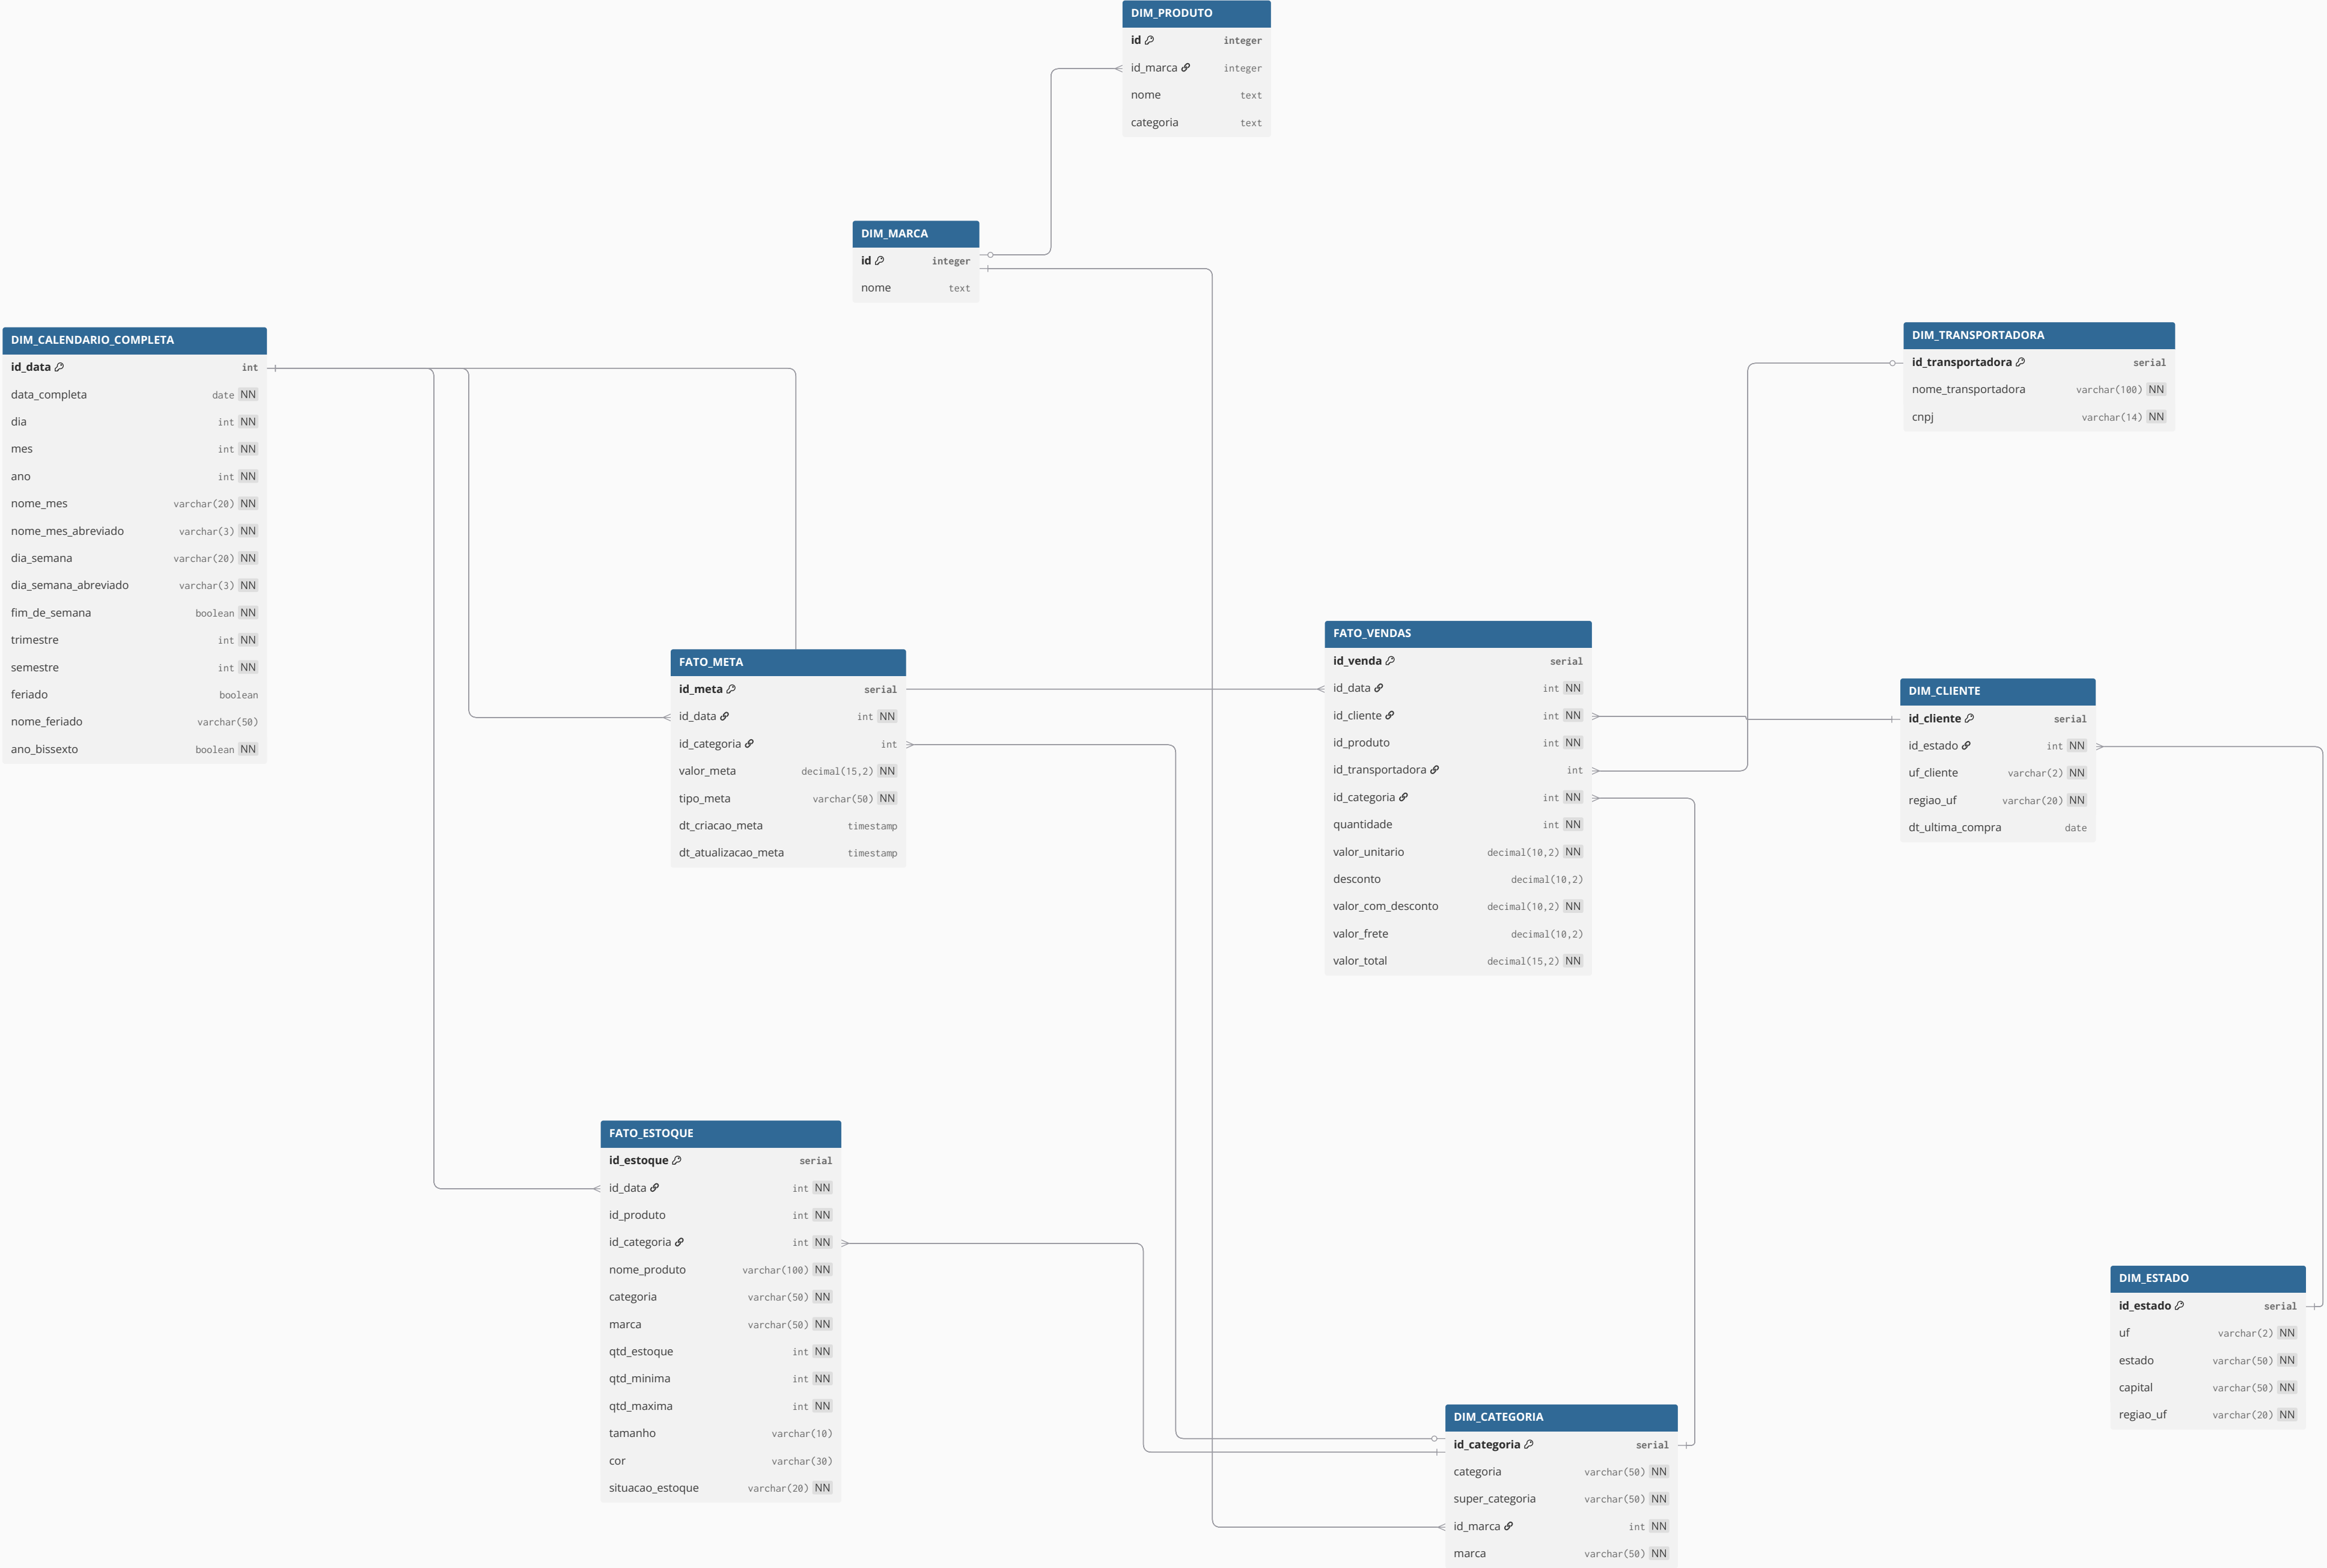 DIM_PRODUTO
id integer
id_marca integer
nome text
categoria text
DIM_MARCA
id integer
nome text
DIM_CALENDARIO_COMPLETA
id_data int
data_completa date NN
dia int NN
mes int NN
ano int NN
nome_mes varchar(20) NN
nome_mes_abreviado varchar(3) NN
dia_semana varchar(20) NN
dia_semana_abreviado varchar(3) NN
fim_de_semana boolean NN
trimestre int NN
semestre int NN
feriado boolean
nome_feriado varchar(50)
ano_bissexto boolean NN
DIM_TRANSPORTADORA
id_transportadora serial
nome_transportadora varchar(100) NN
cnpj varchar(14) NN
FATO_META
id_meta serial
id_data int NN
id_categoria int
valor_meta decimal(15,2) NN
tipo_meta varchar(50) NN
dt_criacao_meta timestamp
dt_atualizacao_meta timestamp
FATO_VENDAS
id_venda serial
id_data int NN
id_cliente int NN
id_produto int NN
id_transportadora int
id_categoria int NN
quantidade int NN
valor_unitario decimal(10,2) NN
desconto decimal(10,2)
valor_com_desconto decimal(10,2) NN
valor_frete decimal(10,2)
valor_total decimal(15,2) NN
DIM_CLIENTE
id_cliente serial
id_estado int NN
uf_cliente varchar(2) NN
regiao_uf varchar(20) NN
dt_ultima_compra date
FATO_ESTOQUE
id_estoque serial
id_data int NN
id_produto int NN
id_categoria int NN
nome_produto varchar(100) NN
categoria varchar(50) NN
marca varchar(50) NN
qtd_estoque int NN
qtd_minima int NN
qtd_maxima int NN
tamanho varchar(10)
cor varchar(30)
situacao_estoque varchar(20) NN
DIM_ESTADO
id_estado serial
uf varchar(2) NN
estado varchar(50) NN
capital varchar(50) NN
regiao_uf varchar(20) NN
DIM_CATEGORIA
id_categoria serial
categoria varchar(50) NN
super_categoria varchar(50) NN
id_marca int NN
marca varchar(50) NN